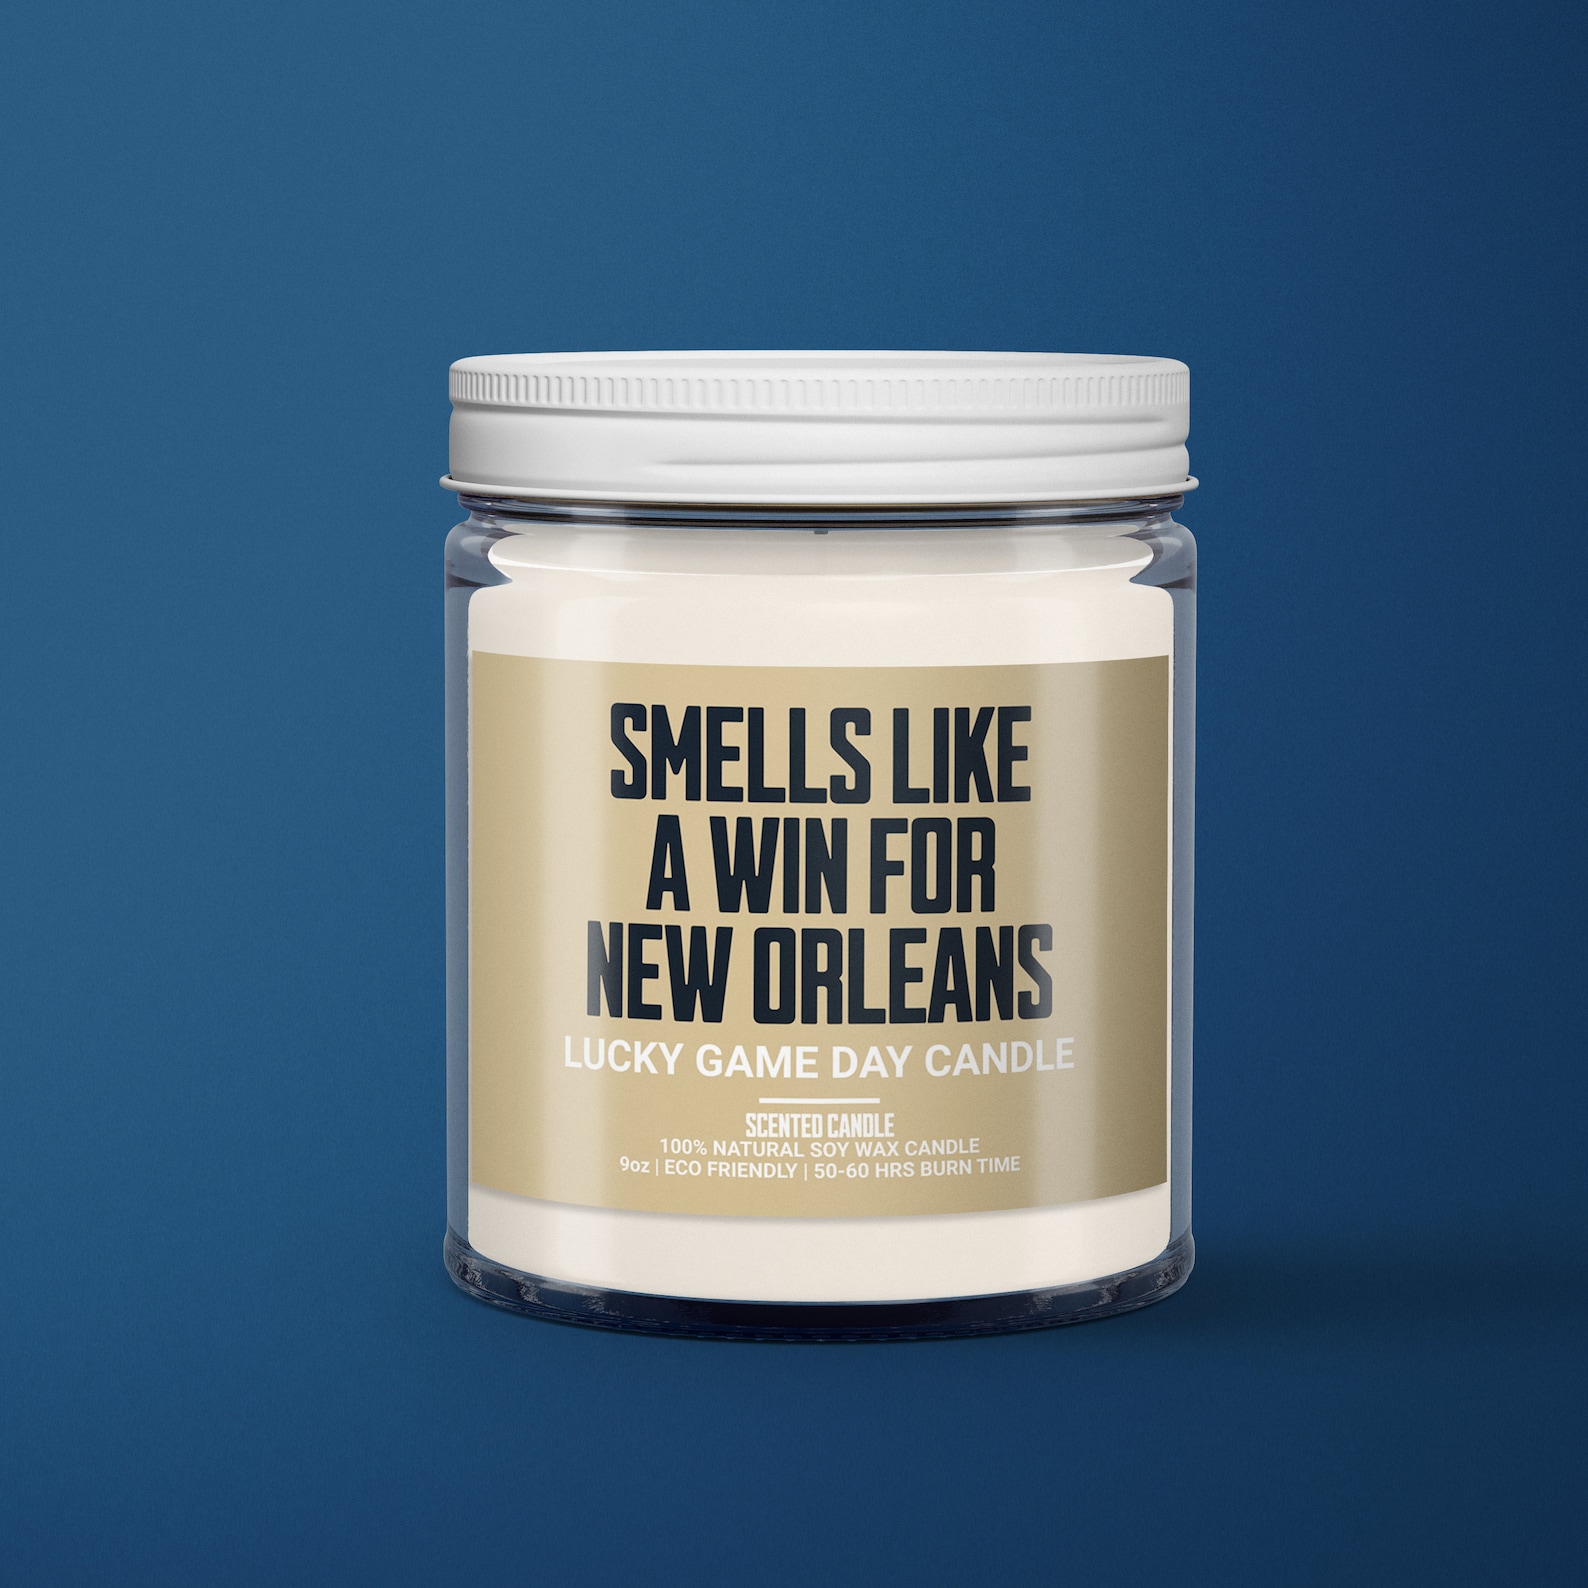 SMELLS LIKE
A WIN FOR
NEW ORLEANS
LUCKY GAME DAY CANDLE
SCENTED CANDLE
100% NATURAL SOY WAX CANDLE
9oz | ECO FRIENDLY | 50-60 HRS BURN TIME